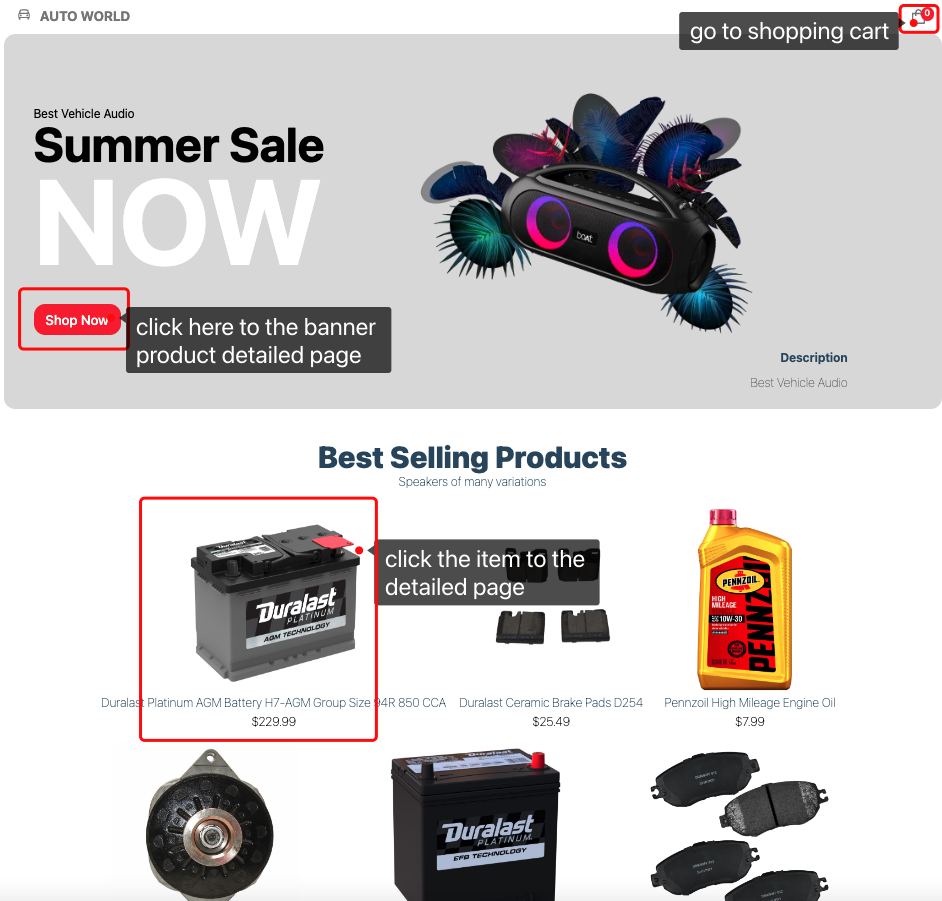 AUTO WORLD
0
go to shopping cart
Best Vehicle Audio
Summer Sale
NOW
boAt
Shop Now
click here to the banner
product detailed page
Description
Best Vehicle Audio
Best Selling Products
Speakers of many variations
Duralast
PLATINUM
AGM TECHNOLOGY
click the item to the
detailed page
PENNZOIL
HIGH
MILEAGE
10W-30
PENNZOIL
Duralast Platinum AGM Battery H7-AGM Group Size 94R 850 CCA
$229.99
Duralast Ceramic Brake Pads D254
$25.49
Pennzoil High Mileage Engine Oil
$7.99
Duralast
PLATINUM
EFB TECHNOLOGY